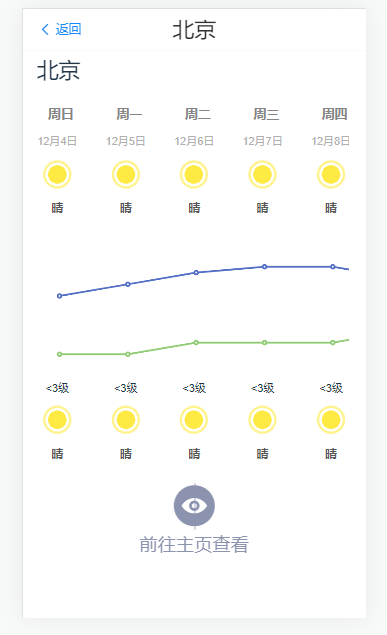 返回 北京
北京
周日 周一 周二 周三 周四
12月4日 12月5日 12月6日 12月7日 12月8日
晴 晴 晴 晴 晴
<3级 <3级 <3级 <3级 <3级
晴 晴 晴 晴 晴
前往主页查看